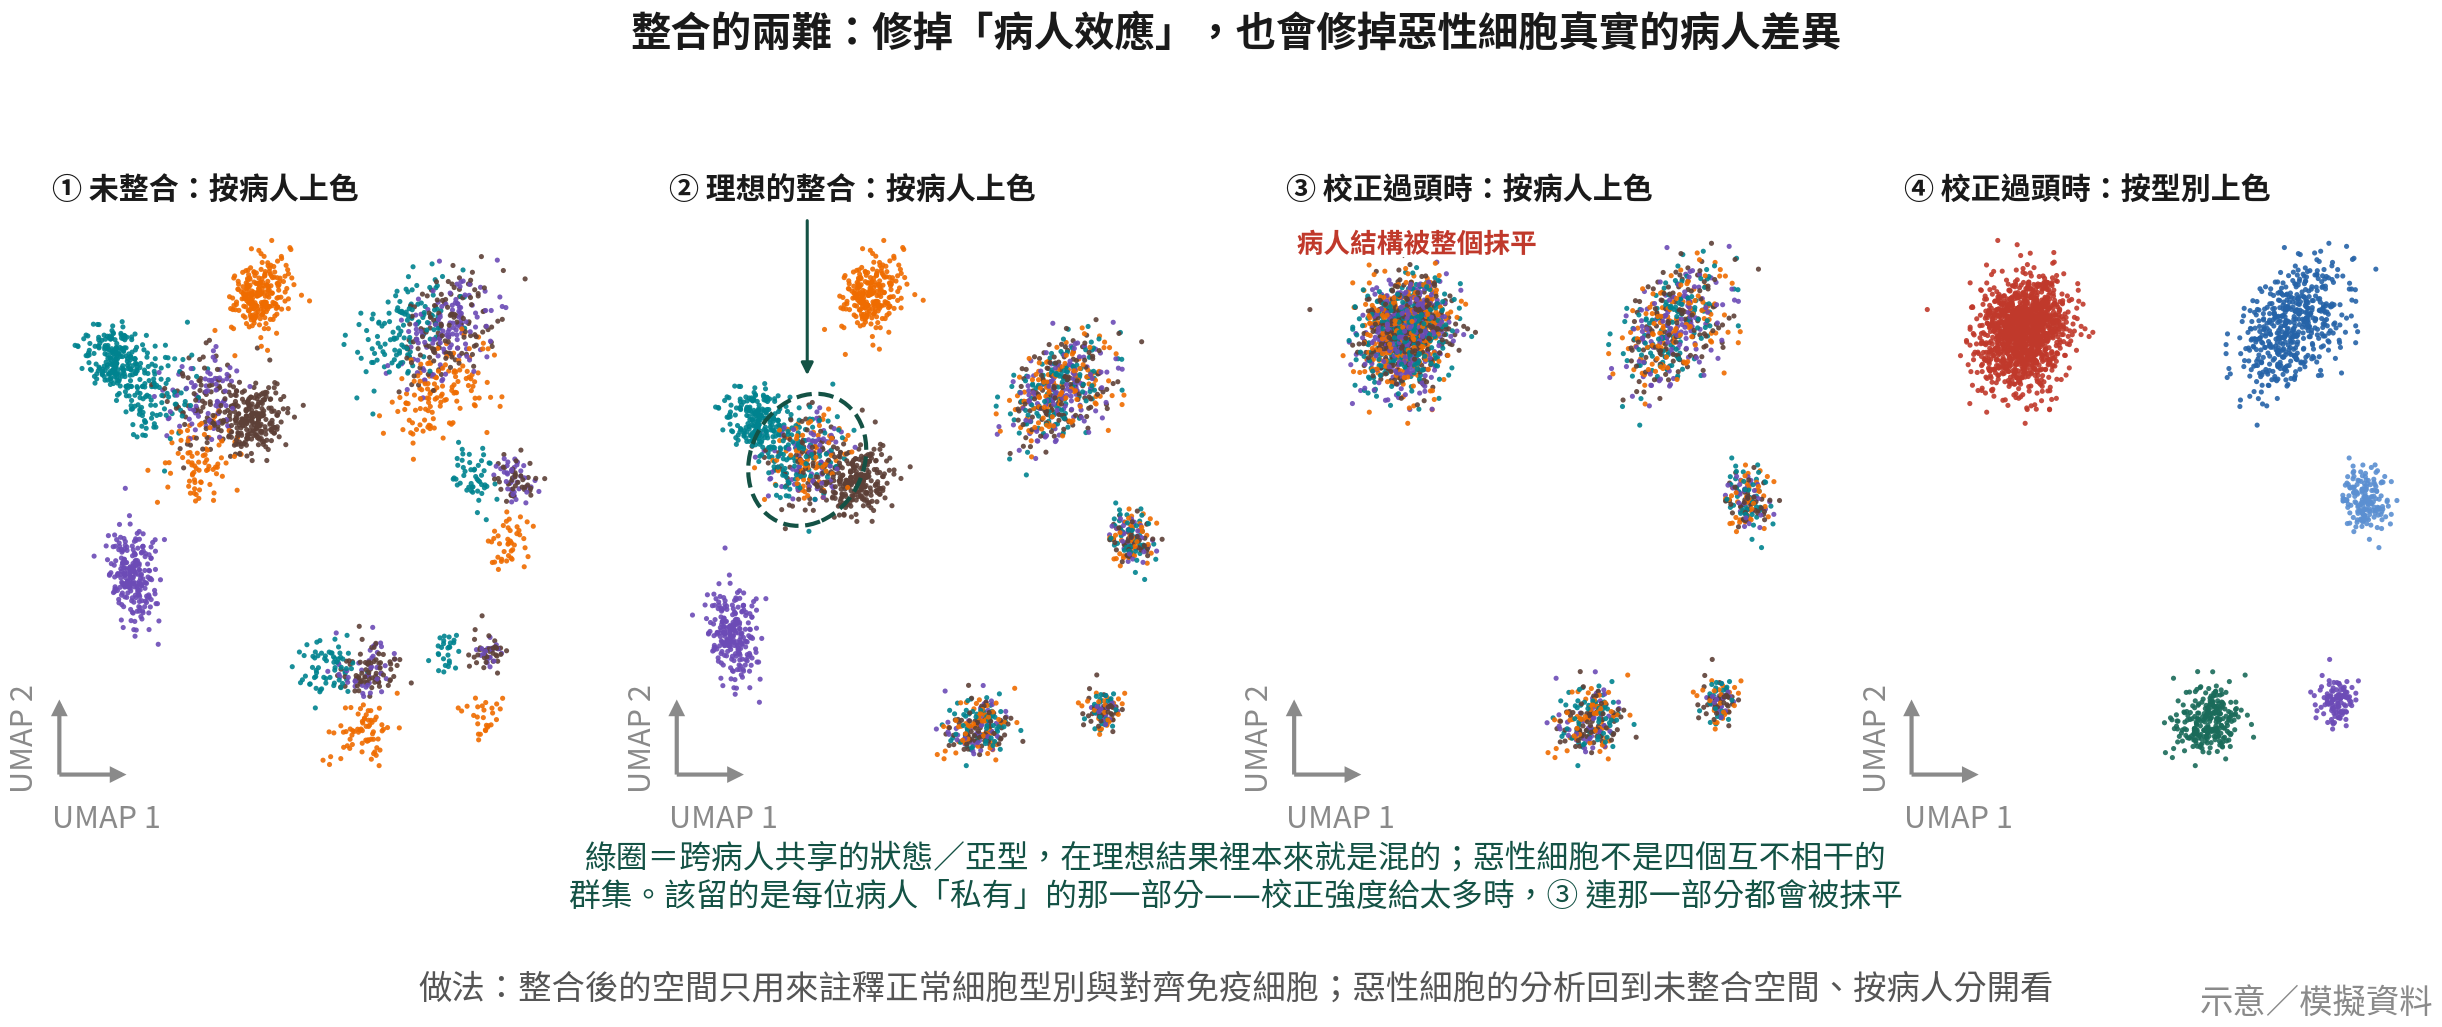 整合的兩難：修掉「病人效應」，也會修掉惡性細胞真實的病人差異
① 未整合：按病人上色
② 理想的整合：按病人上色
③ 校正過頭時：按病人上色
④ 校正過頭時：按型別上色
病人結構被整個抹平
UMAP 2
UMAP 1
UMAP 2
UMAP 1
UMAP 2
UMAP 1
UMAP 2
UMAP 1
綠圈＝跨病人共享的狀態／亞型，在理想結果裡本來就是混的；惡性細胞不是四個互不相干的
群集。該留的是每位病人「私有」的那一部分——校正強度給太多時，③ 連那一部分都會被抹平
做法：整合後的空間只用來註釋正常細胞型別與對齊免疫細胞；惡性細胞的分析回到未整合空間、按病人分開看
示意／模擬資料